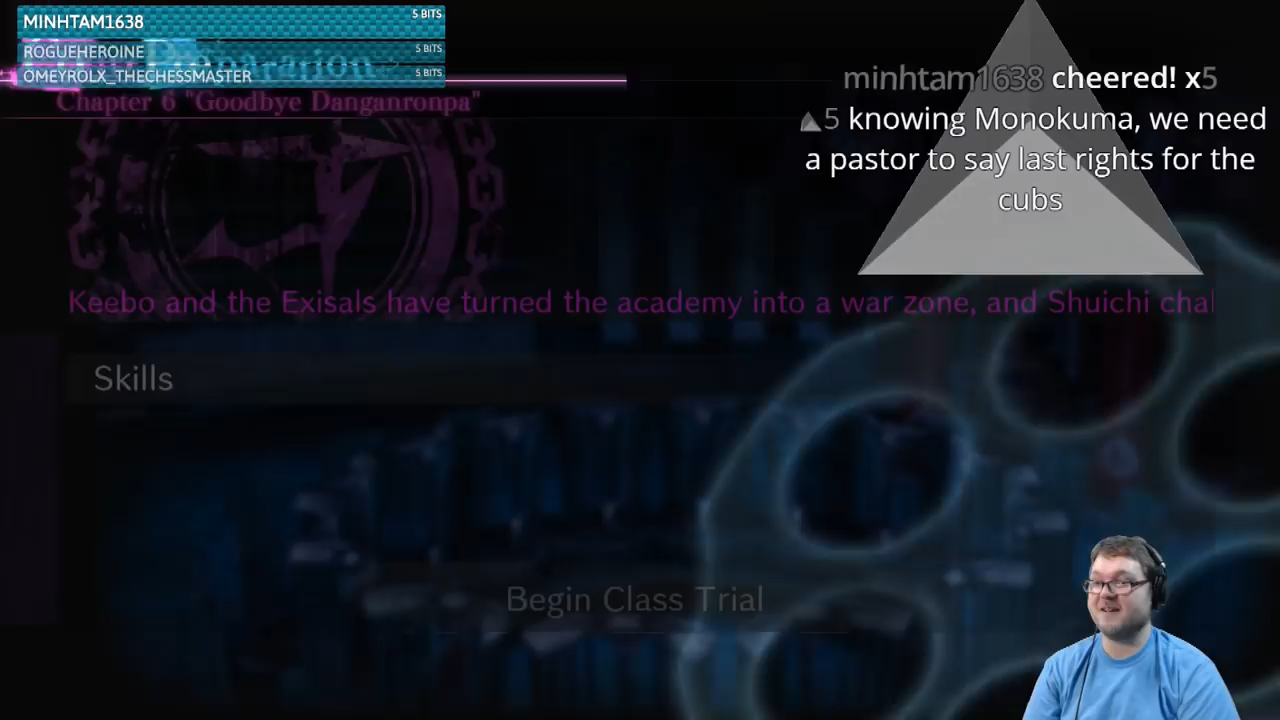 MINHTAM1638 5 BITS
ROGUEHEROINE 5 BITS
OMEYROLX_THECHESSMASTER 5 BITS
Chapter 6 "Goodbye Danganronpa"
minhtam1638 cheered! x5
5 knowing Monokuma, we need
a pastor to say last rights for the
cubs
Keebo and the Exisals have turned the academy into a war zone, and Shuichi chal
Skills
Begin Class Trial